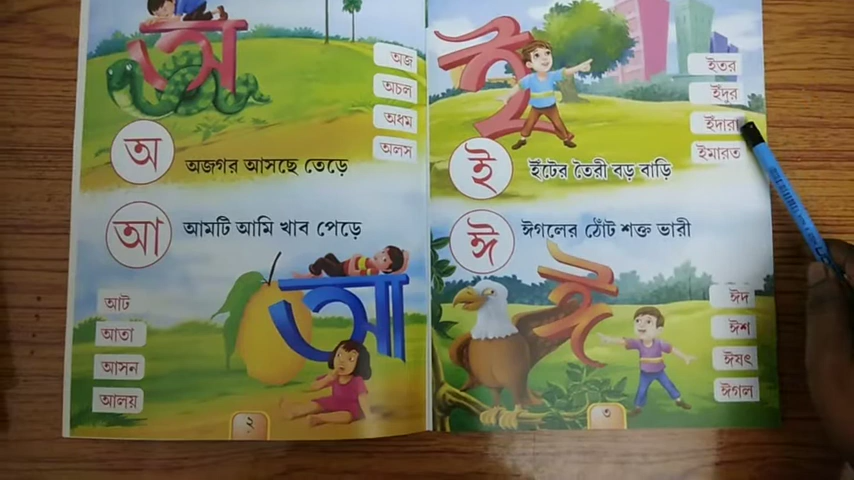 অ
অজ
অচল
অধম
অলস
অ
অজগর আসছে তেড়ে
আ
আমটি আমি খাব পেড়ে
আট
আতা
আসন
আলয়
আ
২
ই
ইতর
ইঁদুর
ইঁদারা
ইমারত
ই
ইঁটের তৈরী বড় বাড়ি
ঈ
ঈগলের ঠোঁট শক্ত ভারী
ঈ
ঈদ
ঈশ
ঈষৎ
ঈগল
৩